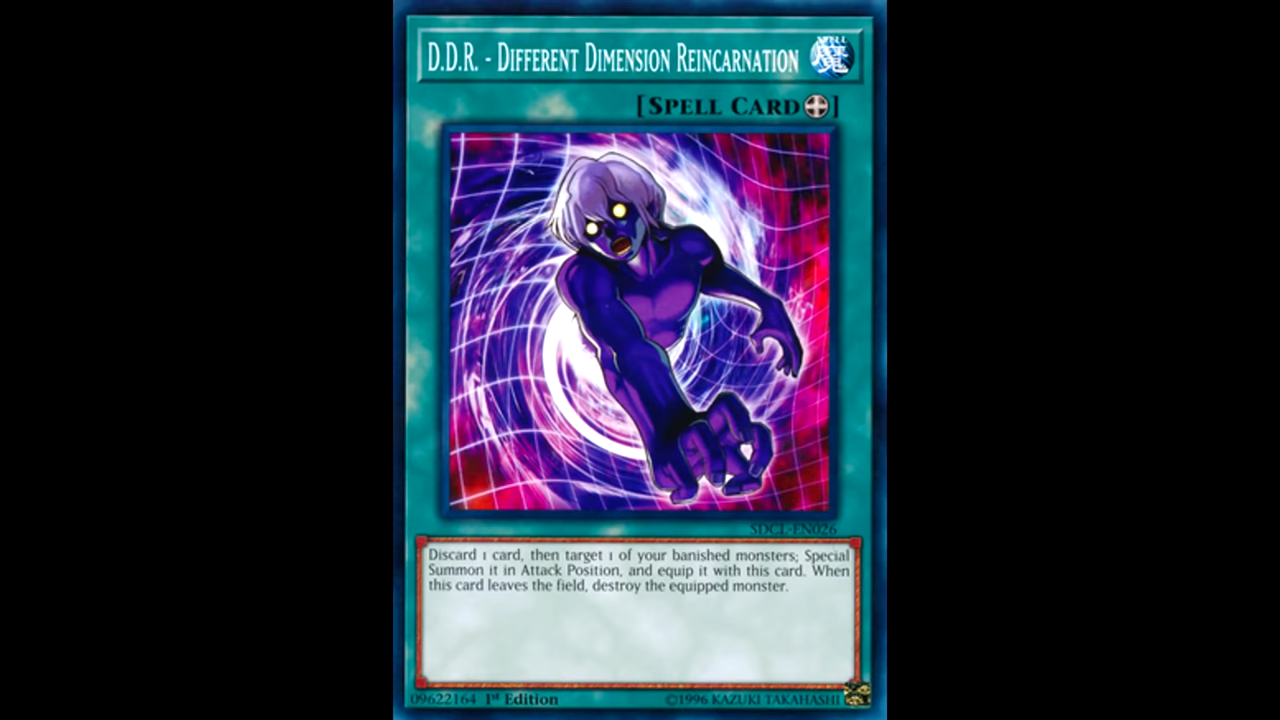 D.D.R. - Different Dimension Reincarnation
魔
[Spell Card]
SDCL-EN026
Discard 1 card, then target 1 of your banished monsters; Special
Summon it in Attack Position, and equip it with this card. When
this card leaves the field, destroy the equipped monster.
09622164 1st Edition ©1996 KAZUKI TAKAHASHI